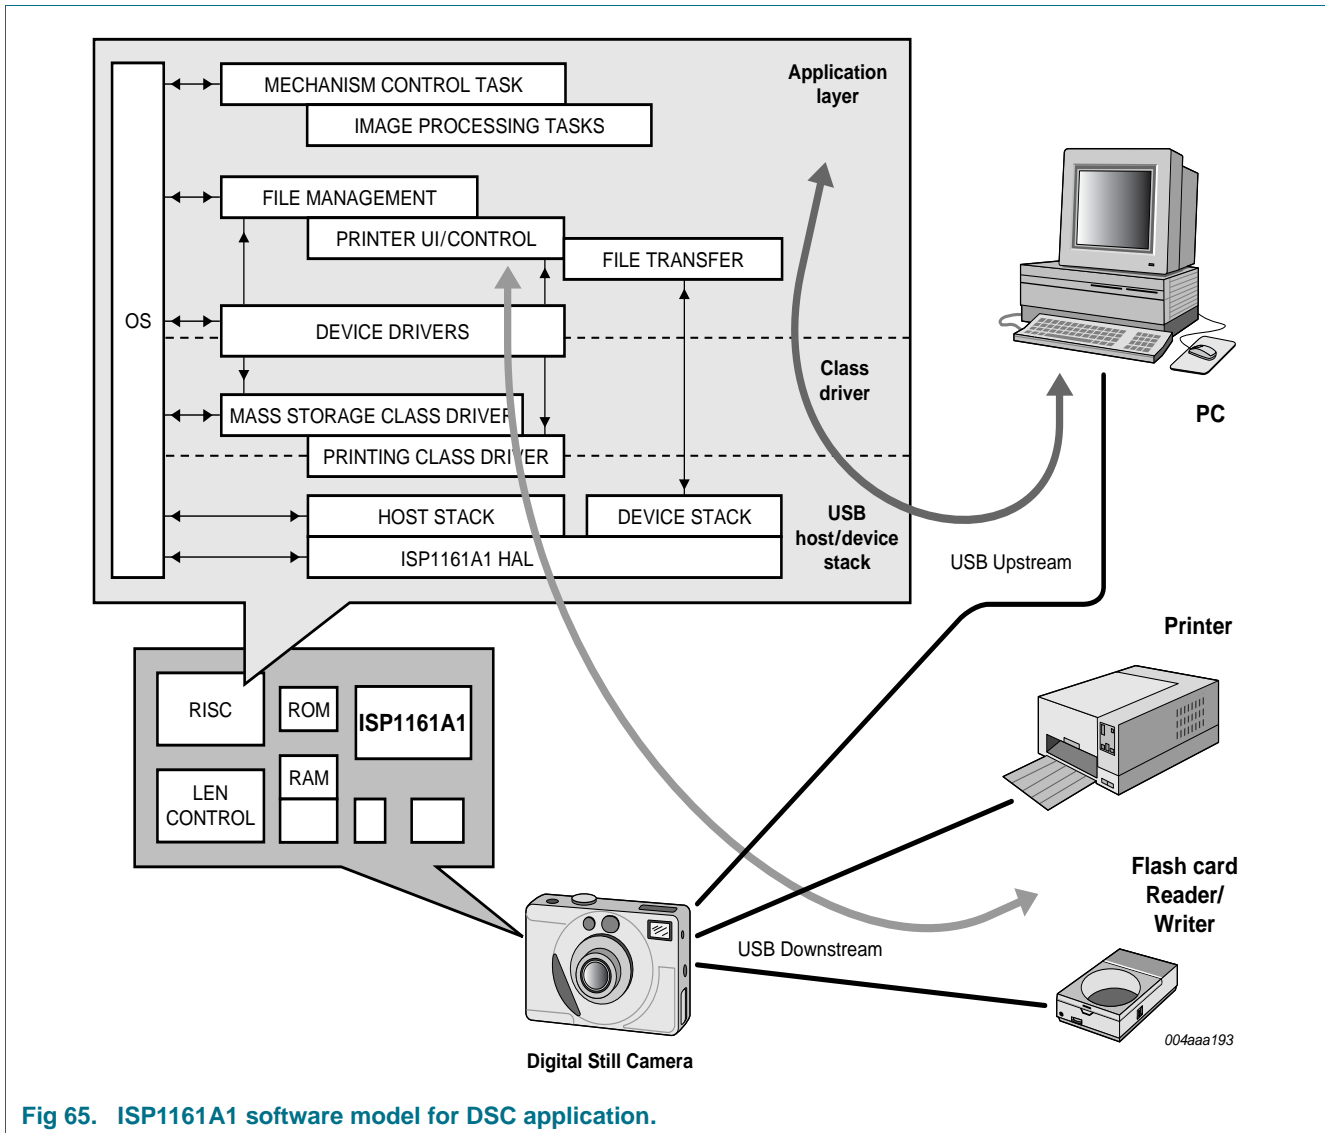 Application
layer
MECHANISM CONTROL TASK
IMAGE PROCESSING TASKS
FILE MANAGEMENT
PRINTER UI/CONTROL
FILE TRANSFER
OS
DEVICE DRIVERS
Class
driver
MASS STORAGE CLASS DRIVER
PRINTING CLASS DRIVER
HOST STACK
DEVICE STACK
USB
host/device
stack
ISP1161A1 HAL
PC
USB Upstream
Printer
RISC
ROM
ISP1161A1
RAM
LEN
CONTROL
Flash card
Reader/
Writer
USB Downstream
004aaa193
Digital Still Camera
Fig 65. ISP1161A1 software model for DSC application.